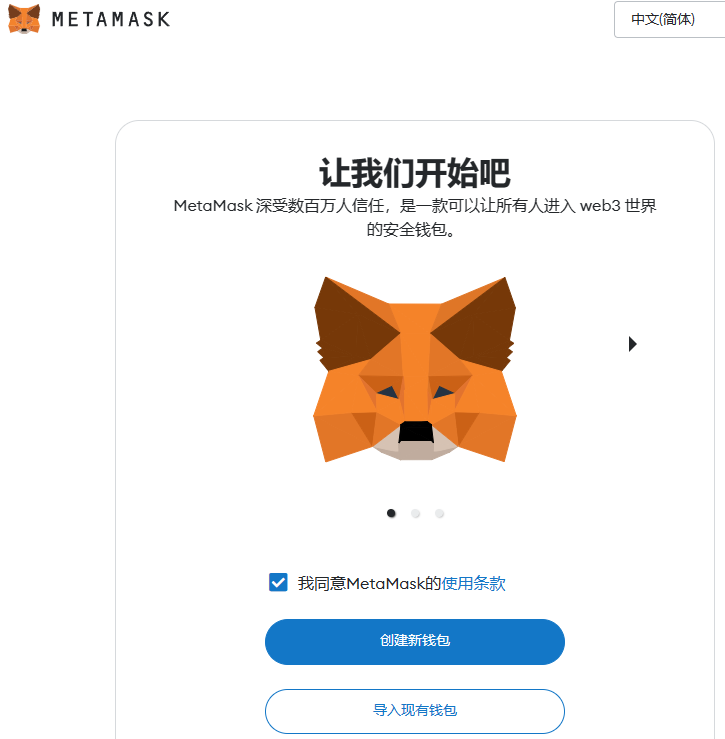 METAMASK
中文(简体)
让我们开始吧
MetaMask 深受数百万人信任，是一款可以让所有人进入 web3 世界
的安全钱包。
我同意MetaMask的使用条款
创建新钱包
导入现有钱包